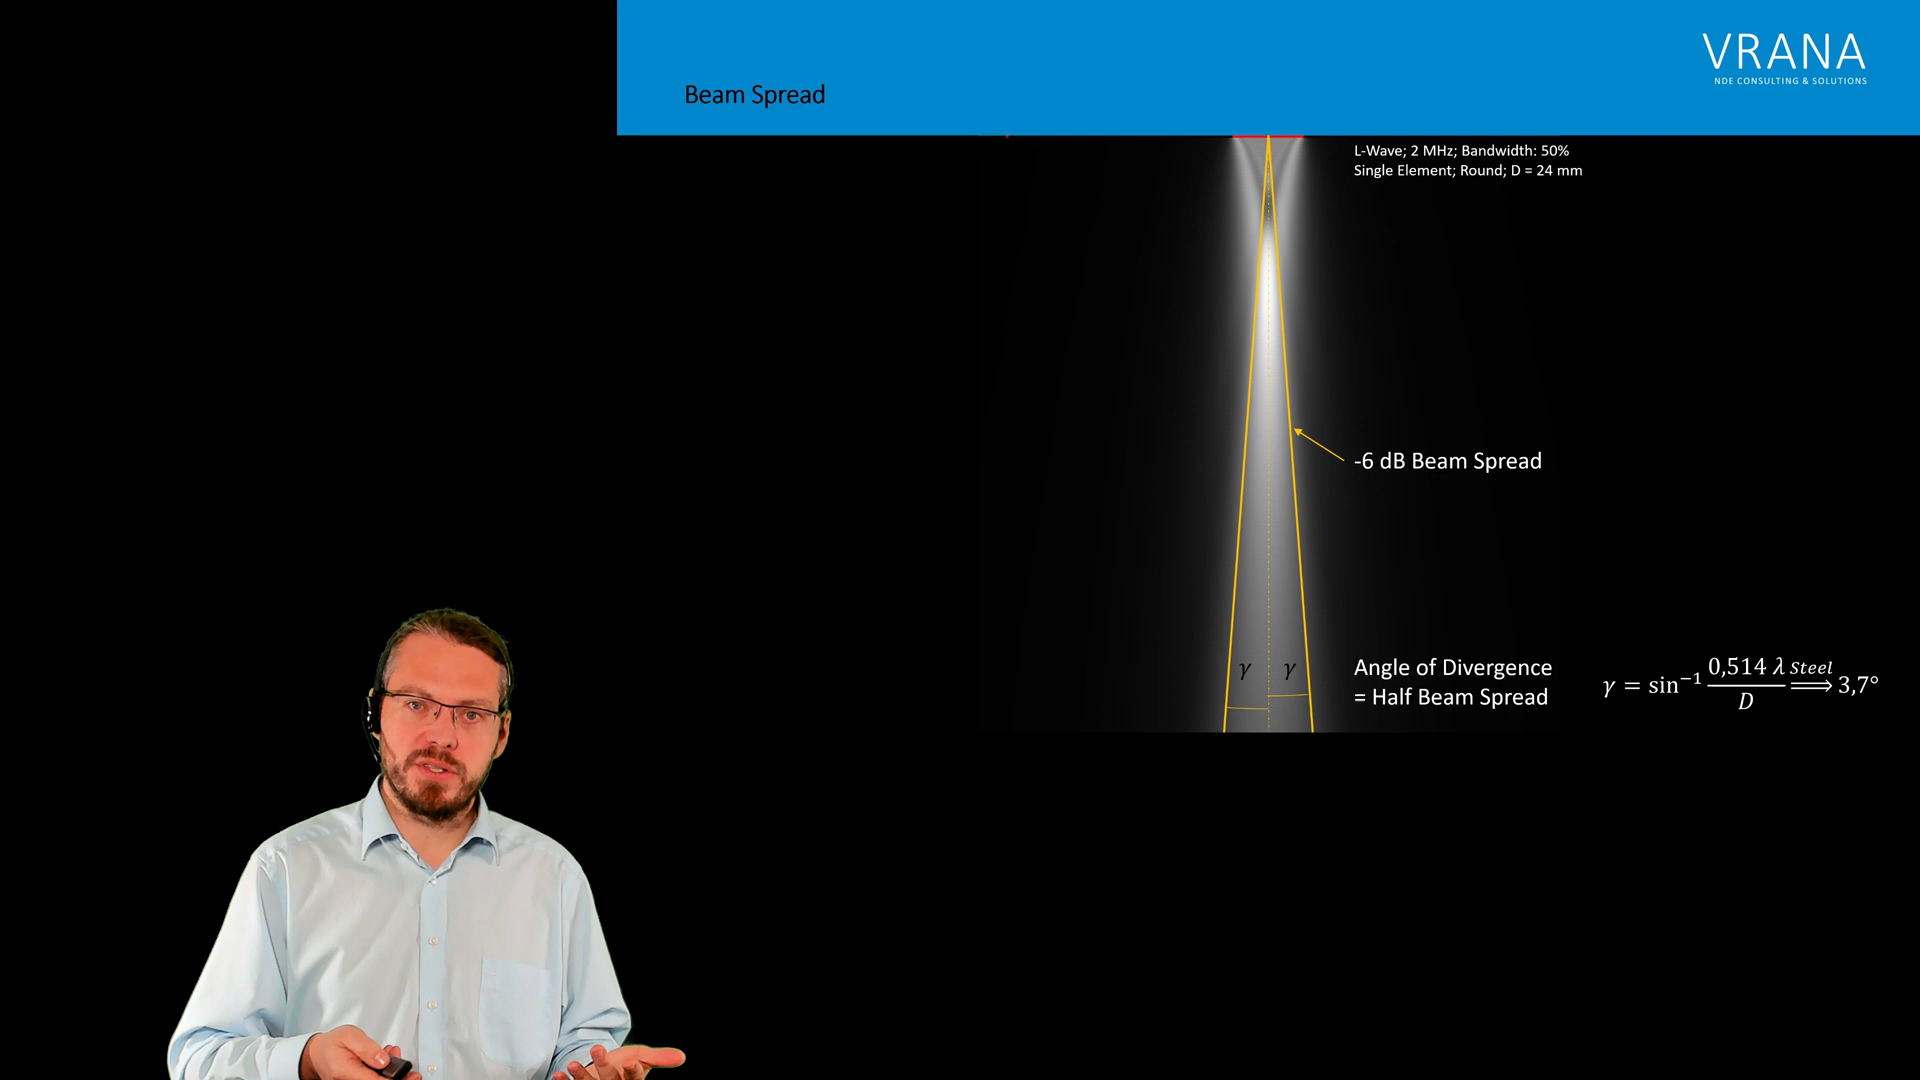 VRANA
NDE CONSULTING & SOLUTIONS
Beam Spread
L-Wave; 2 MHz; Bandwidth: 50%
Single Element; Round; D = 24 mm
-6 dB Beam Spread
γ γ
Angle of Divergence
= Half Beam Spread
γ = sin⁻¹ 0,514 λ / D Steel ⟹ 3,7°